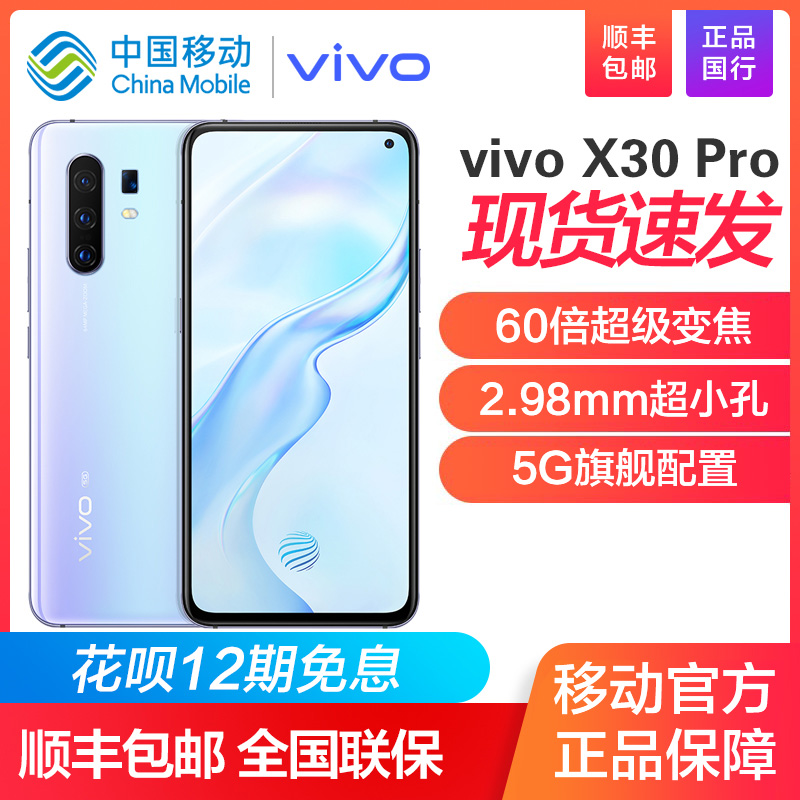 中国移动
China Mobile
vivo
顺丰
包邮
正品
国行
vivo X30 Pro
现货速发
60倍超级变焦
2.98mm超小孔
5G旗舰配置
vivo 5G
花呗12期免息
顺丰包邮 全国联保
移动官方
正品保障